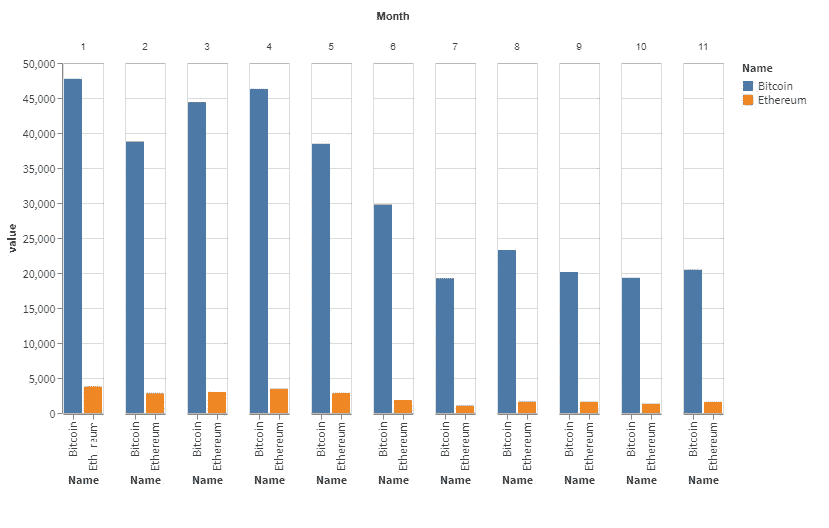 Month
1 2 3 4 5 6 7 8 9 10 11
50,000
45,000
40,000
35,000
30,000
25,000
20,000
15,000
10,000
5,000
0
value
Bitcoin Bitcoin Ethereum Bitcoin Ethereum Bitcoin Ethereum Bitcoin Ethereum Bitcoin Ethereum Bitcoin Ethereum Bitcoin Ethereum Bitcoin Ethereum Bitcoin Ethereum Bitcoin Ethereum
Name Name Name Name Name Name Name Name Name Name Name
Name
Bitcoin
Ethereum